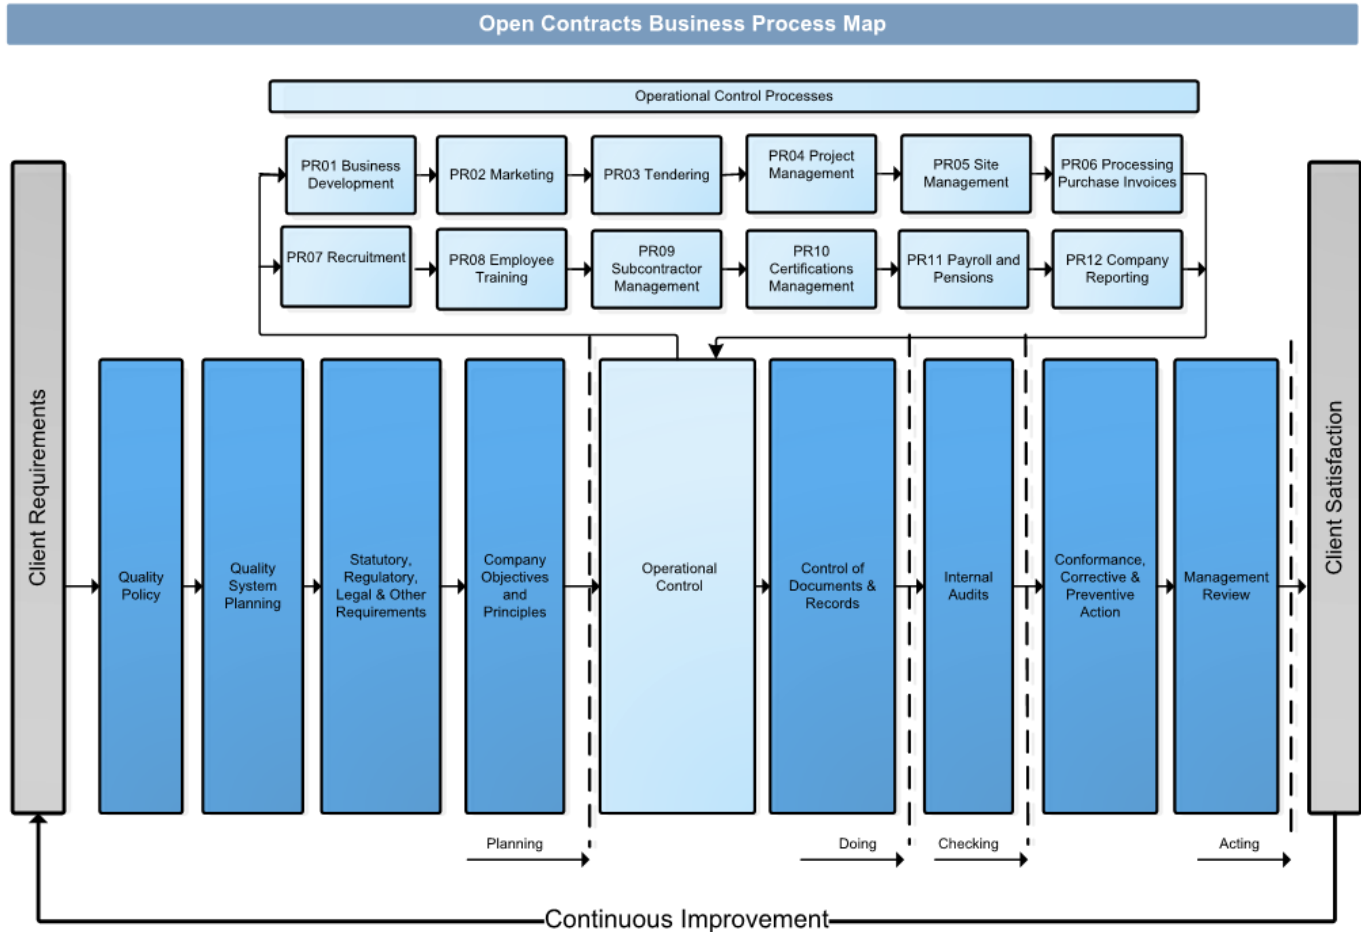 Open Contracts Business Process Map
Operational Control Processes
PR01 Business
Development
PR02 Marketing
PR03 Tendering
PR04 Project
Management
PR05 Site
Management
PR06 Processing
Purchase Invoices
PR07 Recruitment
PR08 Employee
Training
PR09
Subcontractor
Management
PR10
Certifications
Management
PR11 Payroll and
Pensions
PR12 Company
Reporting
Client Requirements
Quality
Policy
Quality
System
Planning
Statutory,
Regulatory,
Legal & Other
Requirements
Company
Objectives
and
Principles
Operational
Control
Control of
Documents &
Records
Internal
Audits
Conformance,
Corrective &
Preventive
Action
Management
Review
Client Satisfaction
Planning
Doing
Checking
Acting
Continuous Improvement